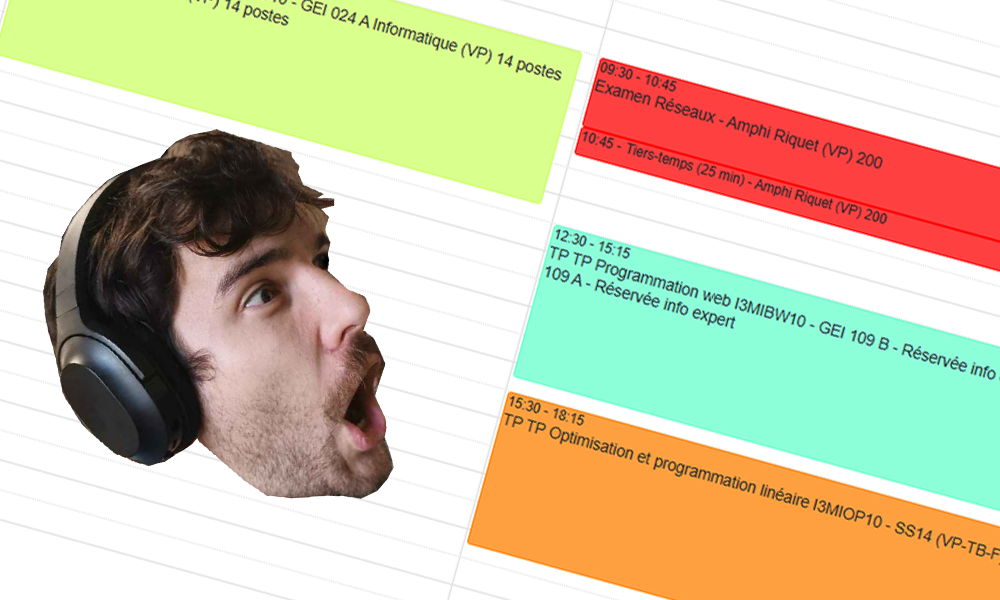 - GEI 024 A Informatique (VP) 14 postes
14 postes
09:30 - 10:45
Examen Réseaux - Amphi Riquet (VP) 200
10:45 - Tiers-temps (25 min) - Amphi Riquet (VP) 200
12:30 - 15:15
TP TP Programmation web I3MIBW10 - GEI 109 B - Réservée info
109 A - Réservée info expert
15:30 - 18:15
TP TP Optimisation et programmation linéaire I3MIOP10 - SS14 (VP-TB-F